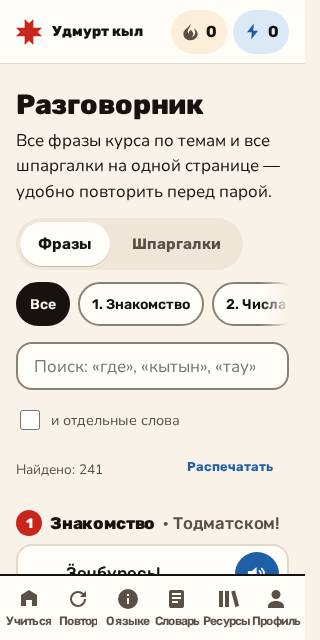 Удмурт кыл
0
0
Разговорник
Все фразы курса по темам и все
шпаргалки на одной странице —
удобно повторить перед парой.
Фразы
Шпаргалки
Все
1. Знакомство
2. Числа
Поиск: «где», «кытын», «тау»
и отдельные слова
Найдено: 241
Распечатать
1 Знакомство • Тодматском!
Ӟечбуресь!
Учиться
Повтор
О языке
Словарь
Ресурсы
Профиль